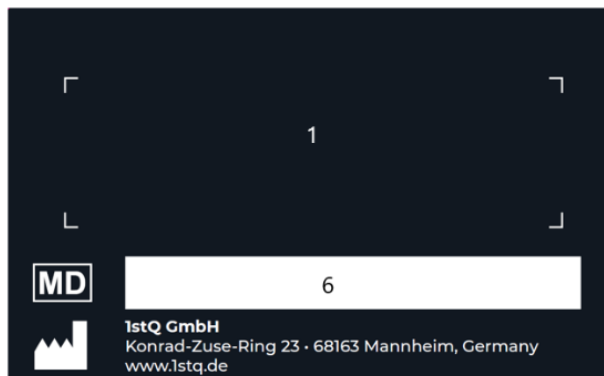 1
MD
6
1stQ GmbH
Konrad-Zuse-Ring 23 • 68163 Mannheim, Germany
www.1stq.de